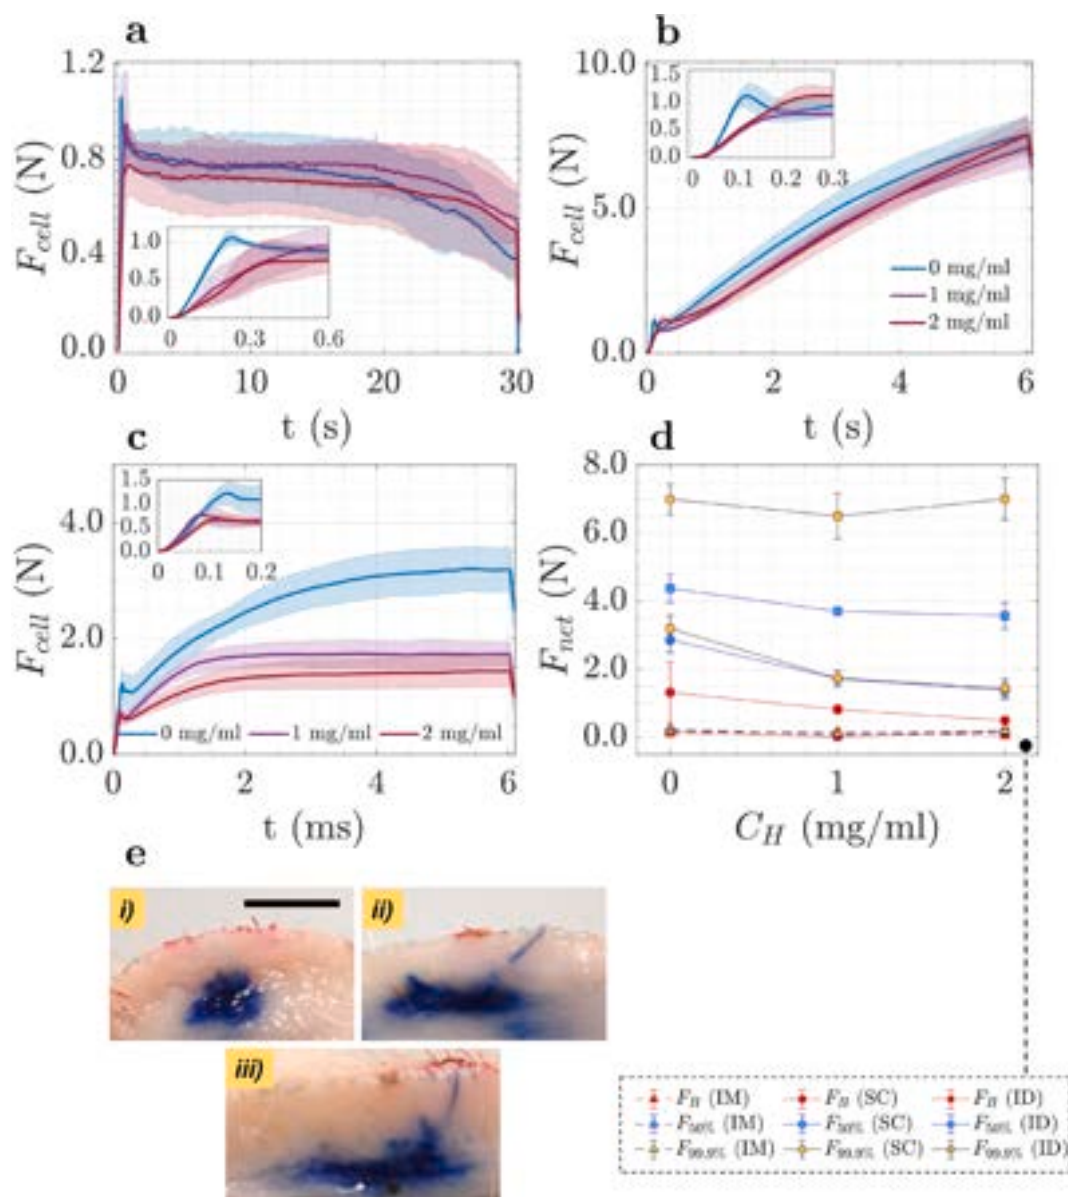 a
1.2
0.8
0.4
0.0
F_cell (N)
1.0
0.5
0.0
0 0.3 0.6
0 10 20 30
t (s)
b
10.0
5.0
0.0
F_cell (N)
1.5
1.0
0.5
0.0
0 0.1 0.2 0.3
0 mg/ml
1 mg/ml
2 mg/ml
0 2 4 6
t (s)
c
4.0
2.0
0.0
F_cell (N)
1.5
1.0
0.5
0.0
0 0.1 0.2
0 mg/ml 1 mg/ml 2 mg/ml
0 2 4 6
t (ms)
d
8.0
6.0
4.0
2.0
0.0
F_net (N)
0 1 2
C_H (mg/ml)
e
i)
ii)
iii)
F_B (IM) F_B (SC) F_B (ID)
F_50% (IM) F_50% (SC) F_50% (ID)
F_99.9% (IM) F_99.9% (SC) F_99.9% (ID)